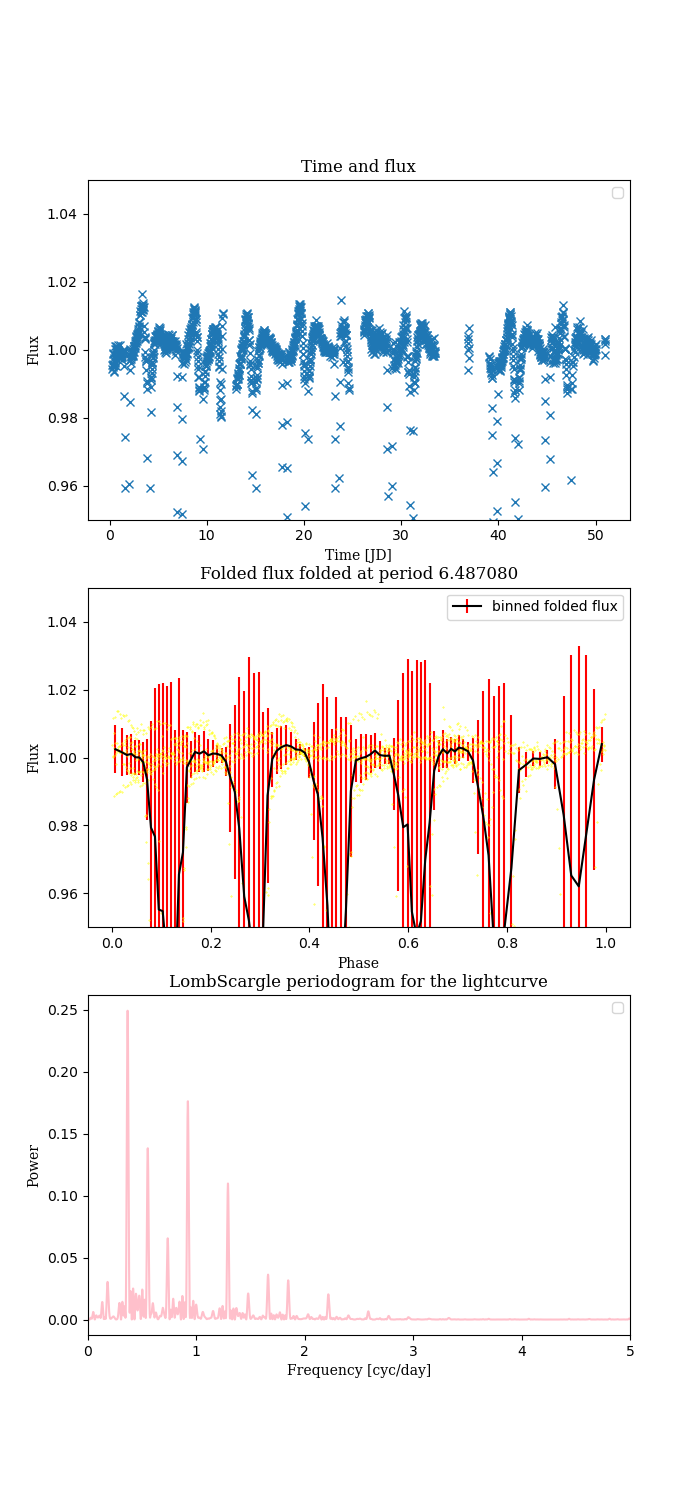 Time and flux
1.04
1.02
1.00
0.98
0.96
Flux
0 10 20 30 40 50
Time [JD]
Folded flux folded at period 6.487080
binned folded flux
1.04
1.02
1.00
0.98
0.96
Flux
0.0 0.2 0.4 0.6 0.8 1.0
Phase
LombScargle periodogram for the lightcurve
0.25
0.20
0.15
0.10
0.05
0.00
Power
0 1 2 3 4 5
Frequency [cyc/day]